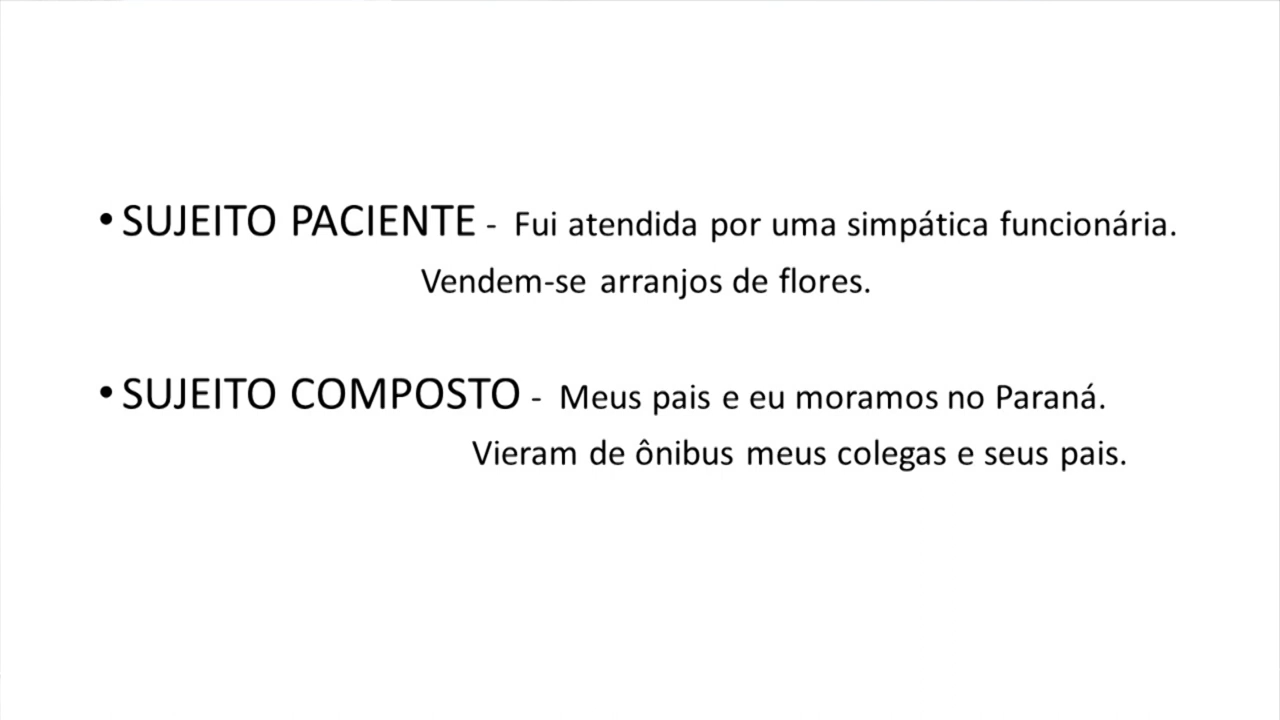 • SUJEITO PACIENTE - Fui atendida por uma simpática funcionária.
Vendem-se arranjos de flores.
• SUJEITO COMPOSTO - Meus pais e eu moramos no Paraná.
Vieram de ônibus meus colegas e seus pais.